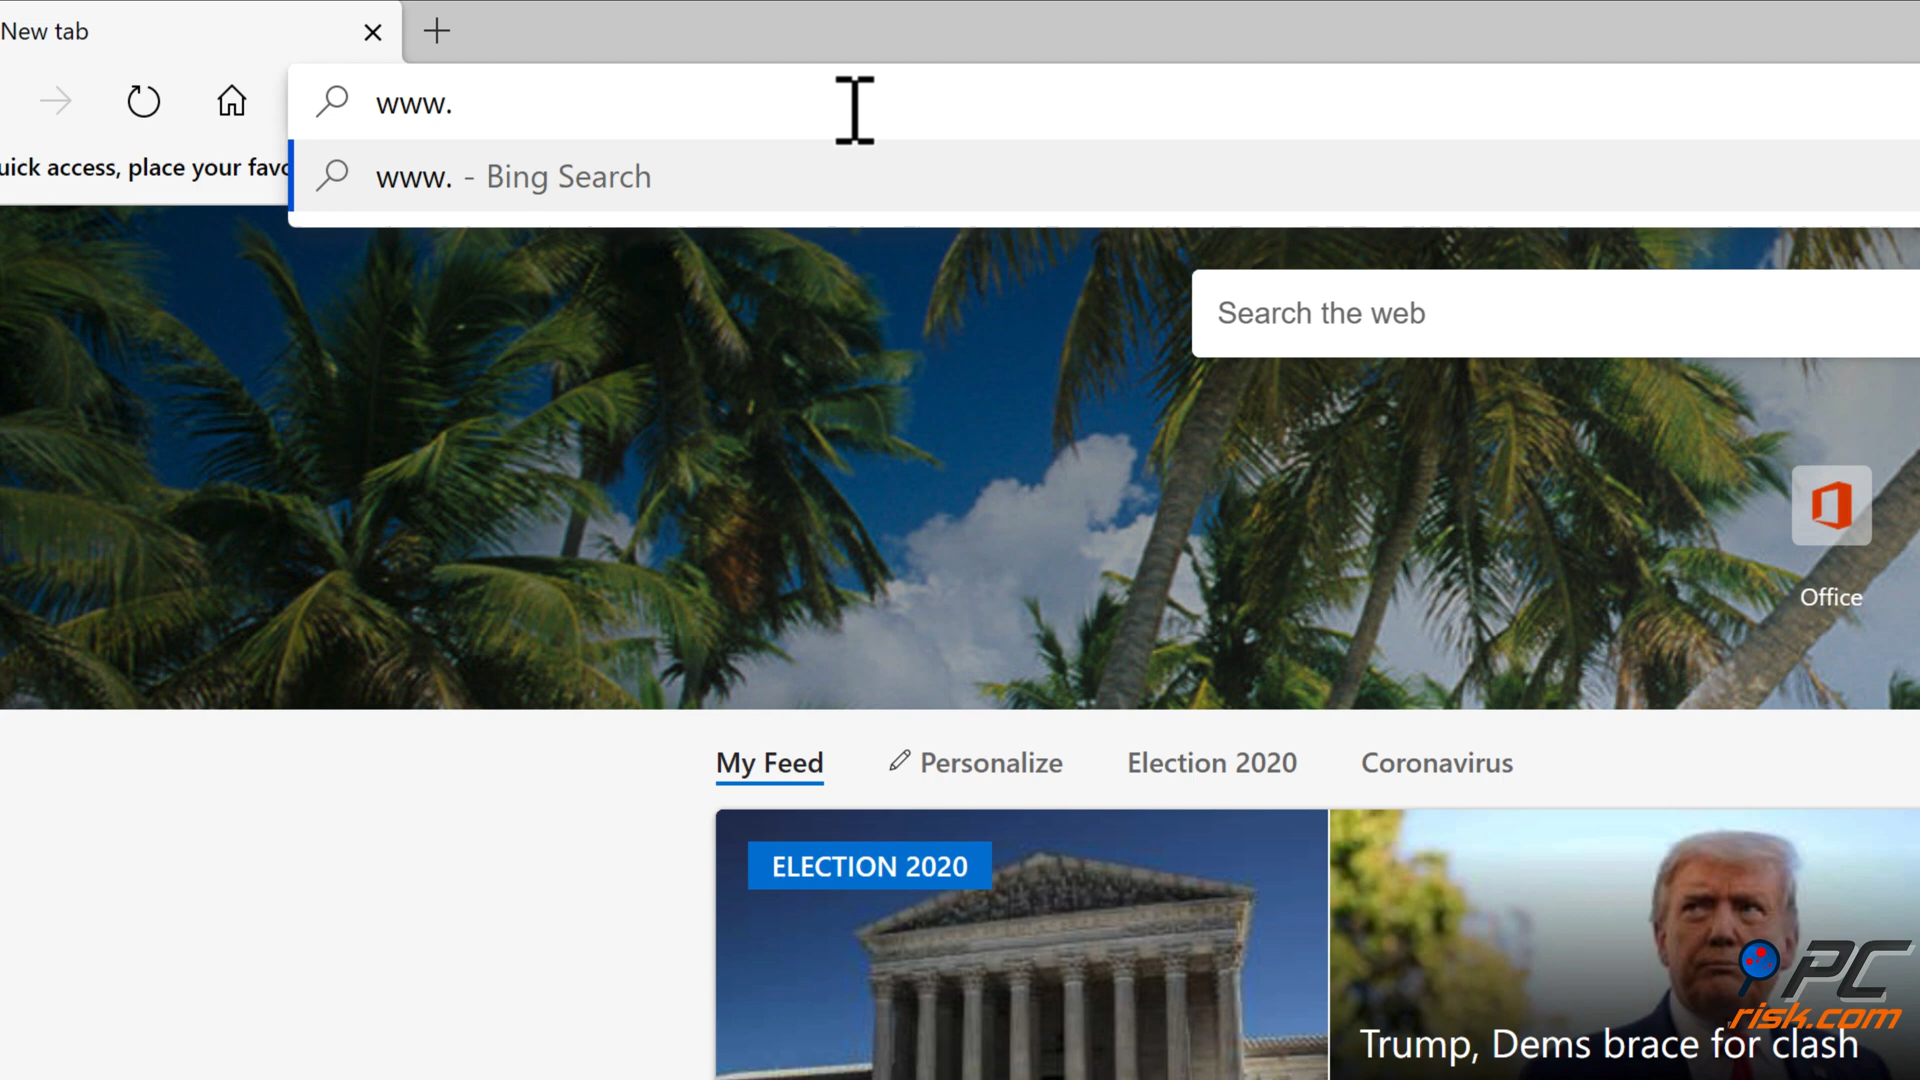 New tab
www.
uick access, place your favo
www. - Bing Search
Search the web
Office
My Feed
Personalize
Election 2020
Coronavirus
ELECTION 2020
Trump, Dems brace for clash
PC
risk.com